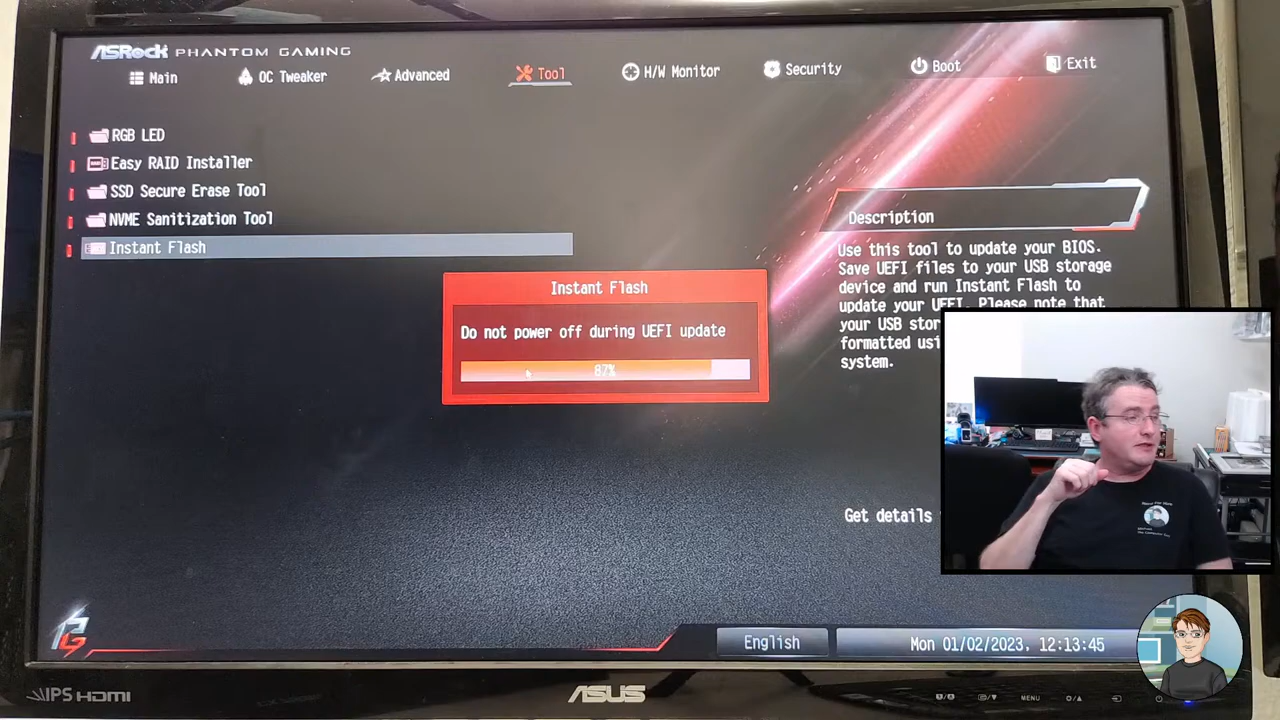 ASRock PHANTOM GAMING
Main
OC Tweaker
Advanced
Tool
H/W Monitor
Security
Boot
Exit
RGB LED
Easy RAID Installer
SSD Secure Erase Tool
NVME Sanitization Tool
Instant Flash
Instant Flash
Do not power off during UEFI update
87%
Description
Use this tool to update your BIOS.
Save UEFI files to your USB storage
device and run Instant Flash to
update your UEFI. Please note that
your USB stor
formatted usi
system.
Get details
English
Mon 01/02/2023. 12:13:45
IPS HDMI
ASUS
MENU